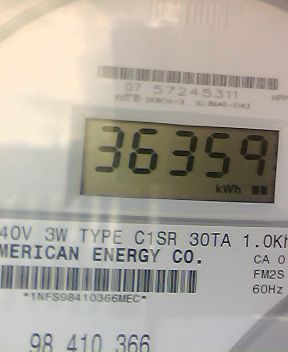 07 57245311
36359
kWh
40V 3W TYPE C1SR 30TA 1.0Kh
MERICAN ENERGY CO.
CA 0
FM2S
60Hz
*1NFS98410366MEC*
98 410 366